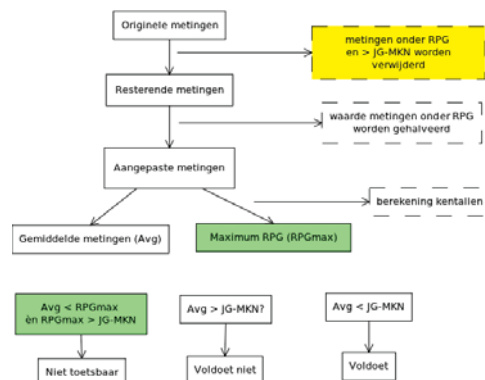 Originele metingen
metingen onder RPG
en > JG-MKN worden
verwijderd
Resterende metingen
waarde metingen onder RPG
worden gehalveerd
Aangepaste metingen
berekening kentallen
Gemiddelde metingen (Avg)
Maximum RPG (RPGmax)
Avg < RPGmax
èn RPGmax > JG-MKN
Avg > JG-MKN?
Avg < JG-MKN
Niet toetsbaar
Voldoet niet
Voldoet